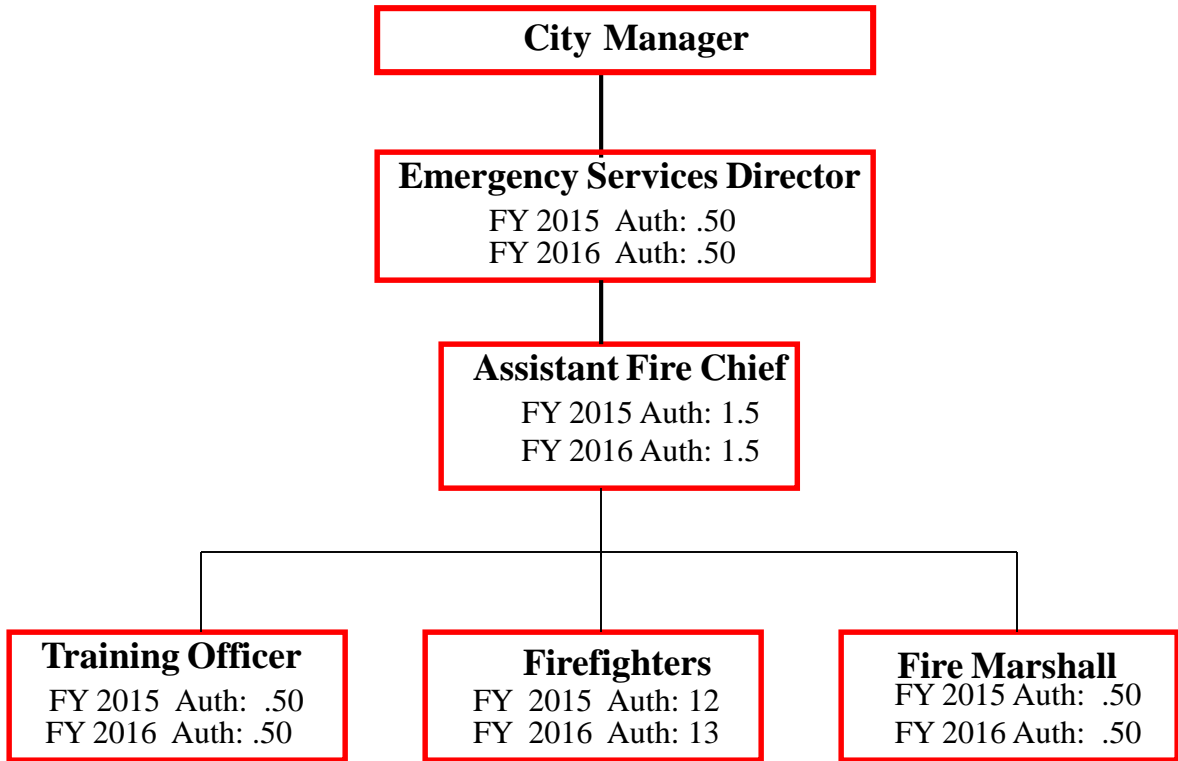 City Manager
Emergency Services Director
FY 2015 Auth: .50
FY 2016 Auth: .50
Assistant Fire Chief
FY 2015 Auth: 1.5
FY 2016 Auth: 1.5
Training Officer
FY 2015 Auth: .50
FY 2016 Auth: .50
Firefighters
FY 2015 Auth: 12
FY 2016 Auth: 13
Fire Marshall
FY 2015 Auth: .50
FY 2016 Auth: .50